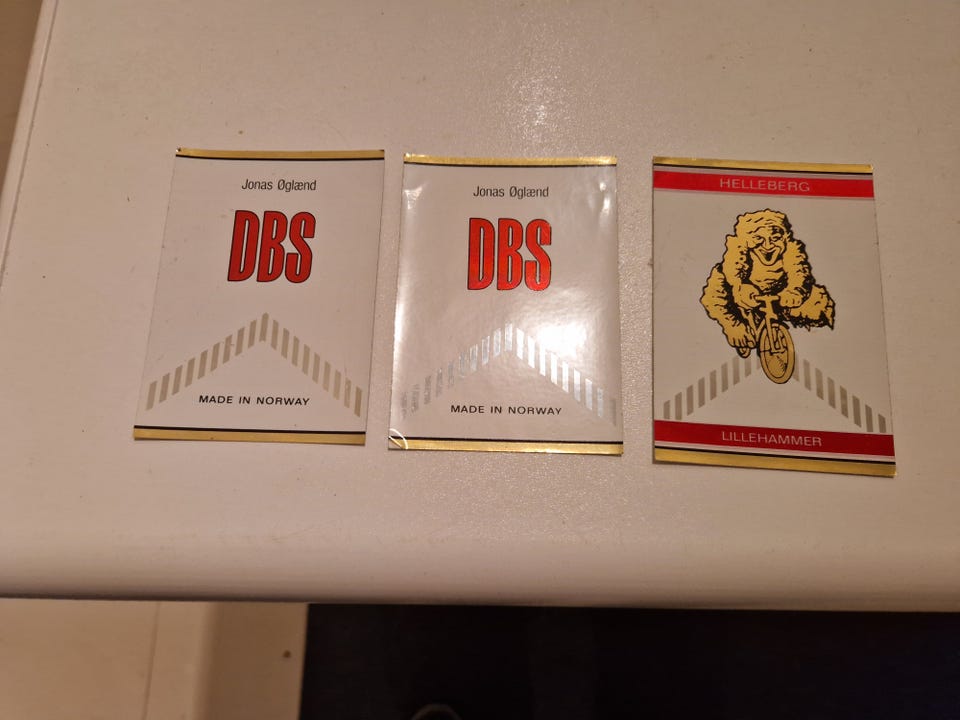 Jonas Øglænd
DBS
MADE IN NORWAY
Jonas Øglænd
DBS
MADE IN NORWAY
HELLEBERG
LILLEHAMMER